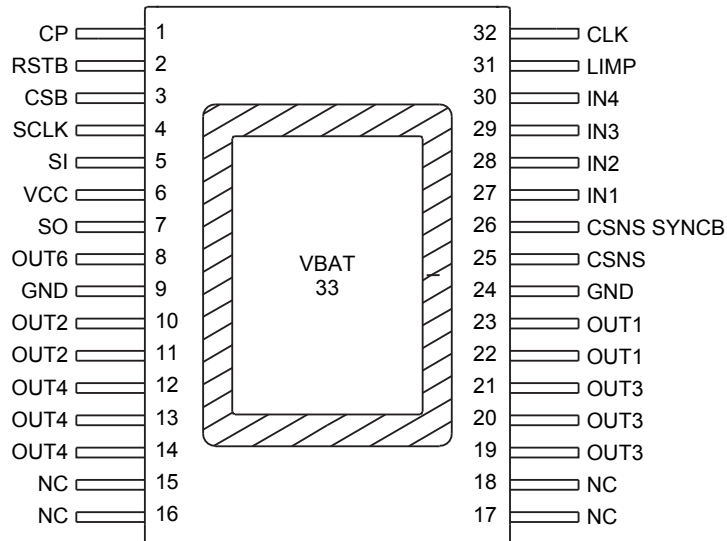 CP 1 32 CLK
RSTB 2 31 LIMP
CSB 3 30 IN4
SCLK 4 29 IN3
SI 5 28 IN2
VCC 6 27 IN1
SO 7 26 CSNS SYNCB
OUT6 8 25 CSNS
GND 9 24 GND
OUT2 10 23 OUT1
OUT2 11 22 OUT1
OUT4 12 21 OUT3
OUT4 13 20 OUT3
OUT4 14 19 OUT3
NC 15 18 NC
NC 16 17 NC
VBAT
33